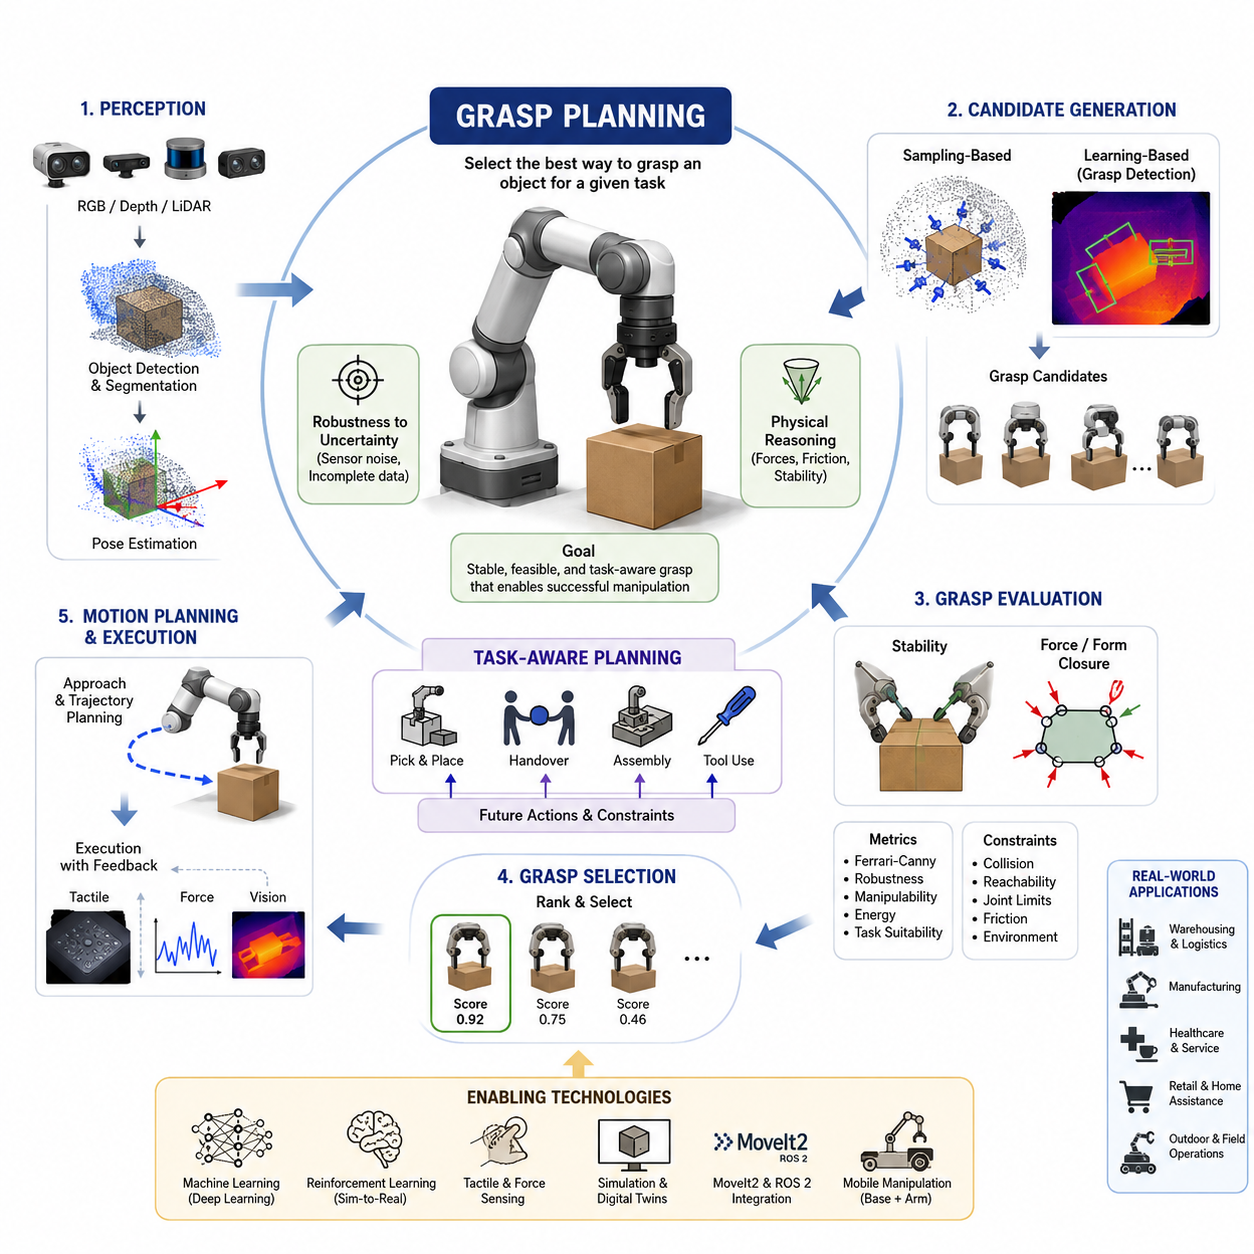 GRASP PLANNING
Select the best way to grasp an
object for a given task
1. PERCEPTION
RGB / Depth / LiDAR
Object Detection
& Segmentation
Pose Estimation
2. CANDIDATE GENERATION
Sampling-Based
Learning-Based
(Grasp Detection)
Grasp Candidates
...
Robustness to
Uncertainty
(Sensor noise,
Incomplete data)
Physical
Reasoning
(Forces, Friction,
Stability)
Goal
Stable, feasible, and task-aware grasp
that enables successful manipulation
3. GRASP EVALUATION
Stability
Force / Form
Closure
Metrics
• Ferrari-Canny
• Robustness
• Manipulability
• Energy
• Task Suitability
Constraints
• Collision
• Reachability
• Joint Limits
• Friction
• Environment
TASK-AWARE PLANNING
Pick & Place
Handover
Assembly
Tool Use
Future Actions & Constraints
4. GRASP SELECTION
Rank & Select
Score
0.92
Score
0.75
Score
0.46
...
5. MOTION PLANNING
& EXECUTION
Approach
& Trajectory
Planning
Execution
with Feedback
Tactile
Force
Vision
REAL-WORLD
APPLICATIONS
Warehousing
& Logistics
Manufacturing
Healthcare
& Service
Retail & Home
Assistance
Outdoor & Field
Operations
ENABLING TECHNOLOGIES
Machine Learning
(Deep Learning)
Reinforcement Learning
(Sim-to-Real)
Tactile & Force
Sensing
Simulation &
Digital Twins
MoveIt2
ROS 2
MoveIt2 & ROS 2
Integration
Mobile Manipulation
(Base + Arm)